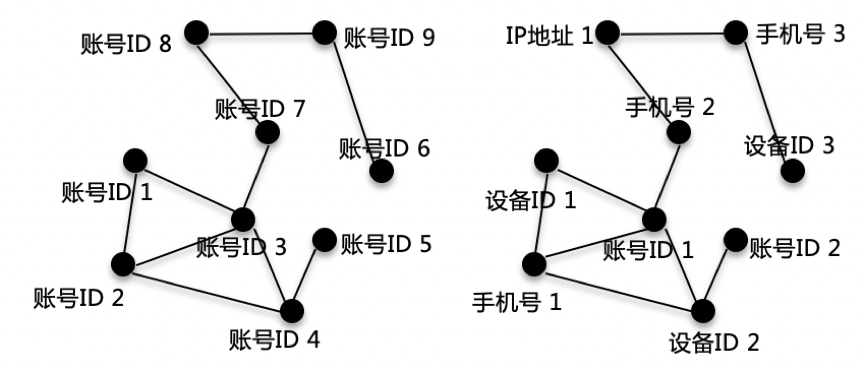 账号ID 8
账号ID 9
账号ID 7
账号ID 6
账号ID 1
账号ID 3
账号ID 5
账号ID 2
账号ID 4
IP地址 1
手机号 3
手机号 2
设备ID 3
设备ID 1
账号ID 1
账号ID 2
手机号 1
设备ID 2